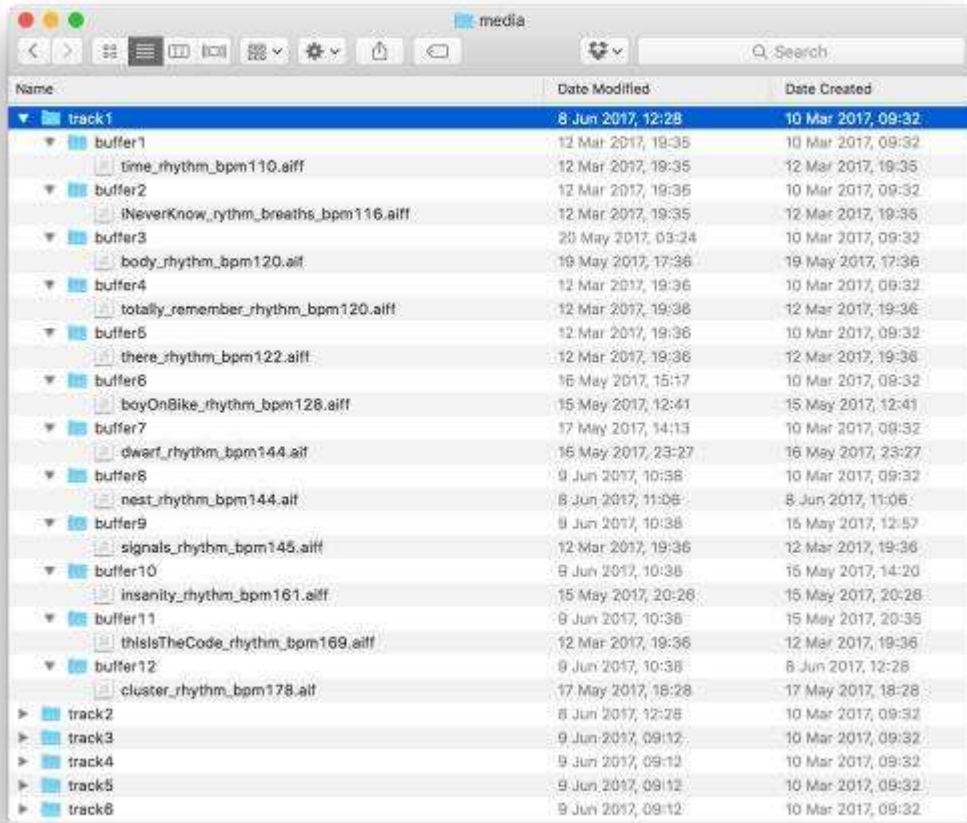 media
Search
Name Date Modified Date Created
track1 8 Jun 2017, 12:28 10 Mar 2017, 09:32
buffer1 12 Mar 2017, 19:35 10 Mar 2017, 09:32
time_rhythm_bpm110.aiff 12 Mar 2017, 19:35 12 Mar 2017, 19:35
buffer2 12 Mar 2017, 19:36 10 Mar 2017, 09:32
iNeverKnow_rythm_breaths_bpm116.aiff 12 Mar 2017, 19:35 12 Mar 2017, 19:35
buffer3 20 May 2017, 03:24 10 Mar 2017, 09:32
body_rhythm_bpm120.aif 19 May 2017, 17:36 19 May 2017, 17:36
buffer4 12 Mar 2017, 19:36 10 Mar 2017, 09:32
totally_remember_rhythm_bpm120.aiff 12 Mar 2017, 19:36 12 Mar 2017, 19:36
buffer5 12 Mar 2017, 19:36 10 Mar 2017, 09:32
there_rhythm_bpm122.aiff 12 Mar 2017, 19:36 12 Mar 2017, 19:36
buffer6 16 May 2017, 15:17 10 Mar 2017, 09:32
boyOnBike_rhythm_bpm128.aiff 15 May 2017, 12:41 15 May 2017, 12:41
buffer7 17 May 2017, 14:13 10 Mar 2017, 09:32
dwarf_rhythm_bpm144.aif 16 May 2017, 23:27 16 May 2017, 23:27
buffer8 9 Jun 2017, 10:38 10 Mar 2017, 09:32
nest_rhythm_bpm144.aif 8 Jun 2017, 11:06 8 Jun 2017, 11:06
buffer9 9 Jun 2017, 10:38 15 May 2017, 12:57
signals_rhythm_bpm145.aiff 12 Mar 2017, 19:36 12 Mar 2017, 19:36
buffer10 9 Jun 2017, 10:38 15 May 2017, 14:20
insanity_rhythm_bpm161.aiff 15 May 2017, 20:26 15 May 2017, 20:26
buffer11 9 Jun 2017, 10:38 15 May 2017, 20:35
thisIsTheCode_rhythm_bpm169.aiff 12 Mar 2017, 19:36 12 Mar 2017, 19:36
buffer12 9 Jun 2017, 10:38 8 Jun 2017, 12:28
cluster_rhythm_bpm178.aif 17 May 2017, 18:28 17 May 2017, 18:28
track2 8 Jun 2017, 12:28 10 Mar 2017, 09:32
track3 9 Jun 2017, 09:12 10 Mar 2017, 09:32
track4 9 Jun 2017, 09:12 10 Mar 2017, 09:32
track5 9 Jun 2017, 09:12 10 Mar 2017, 09:32
track6 9 Jun 2017, 09:12 10 Mar 2017, 09:32